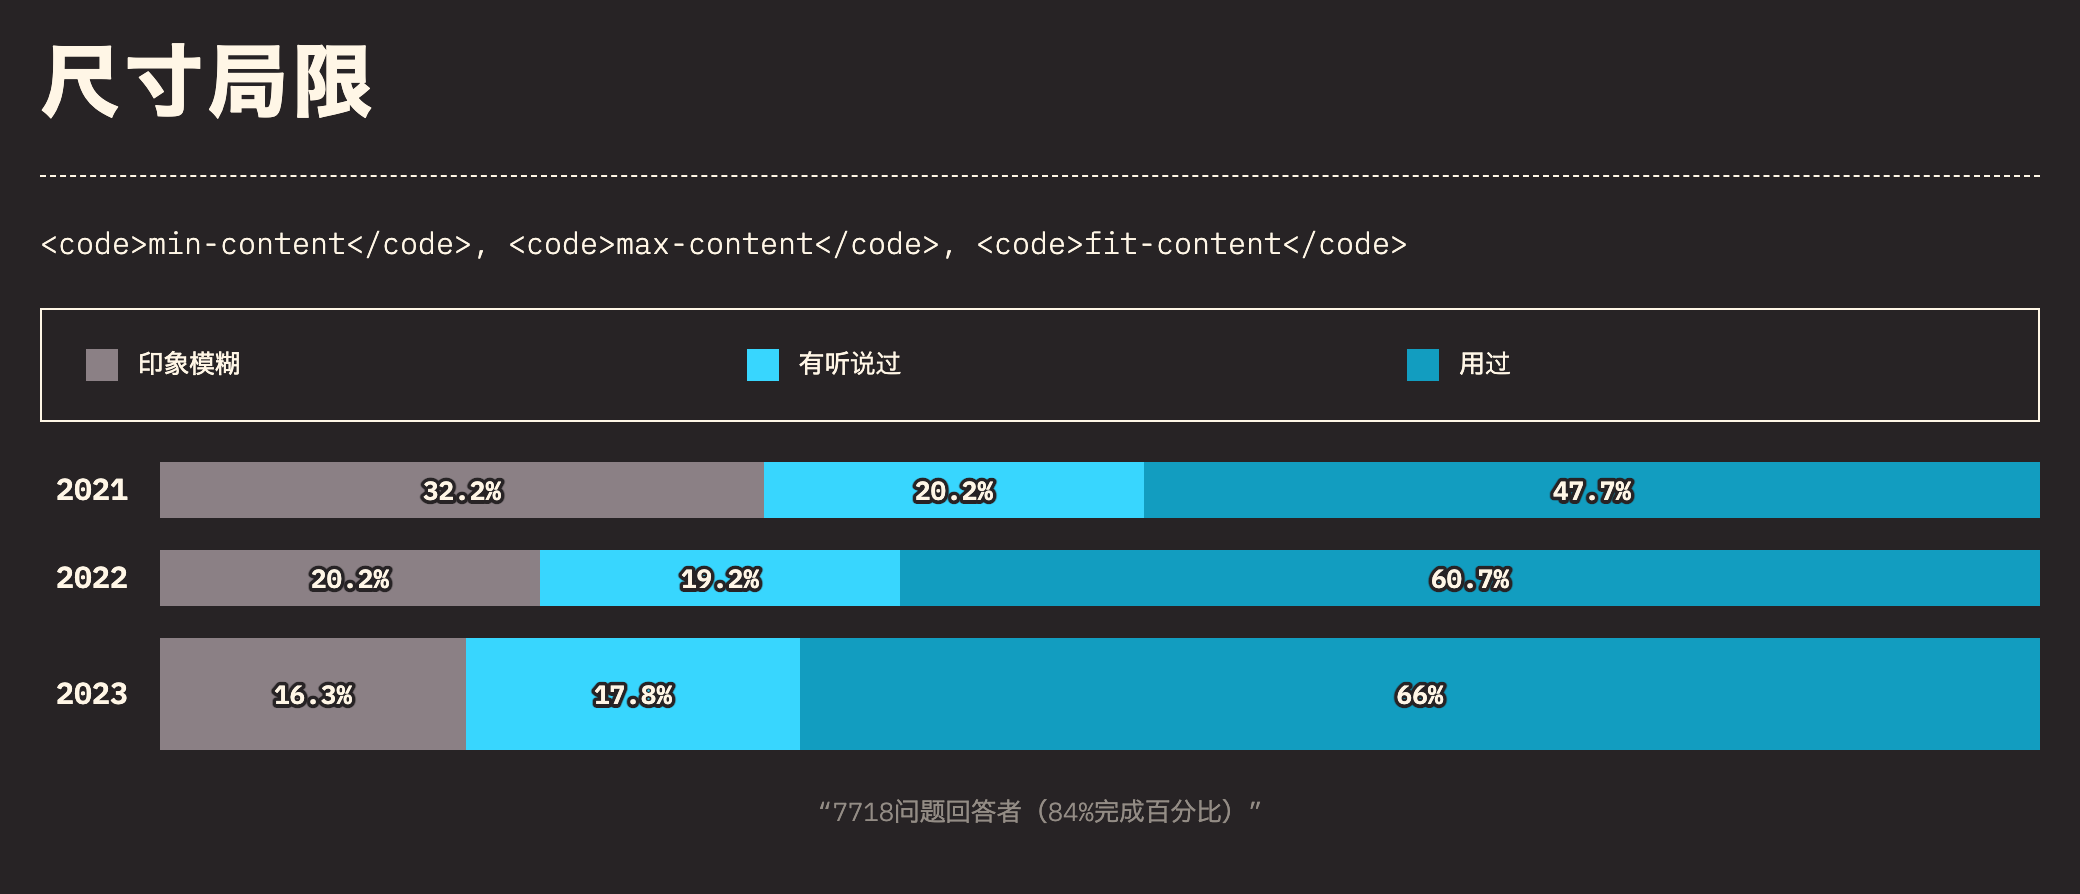 尺寸局限
<code>min-content</code>, <code>max-content</code>, <code>fit-content</code>
印象模糊 有听说过 用过
2021 32.2% 20.2% 47.7%
2022 20.2% 19.2% 60.7%
2023 16.3% 17.8% 66%
“7718问题回答者（84%完成百分比）”